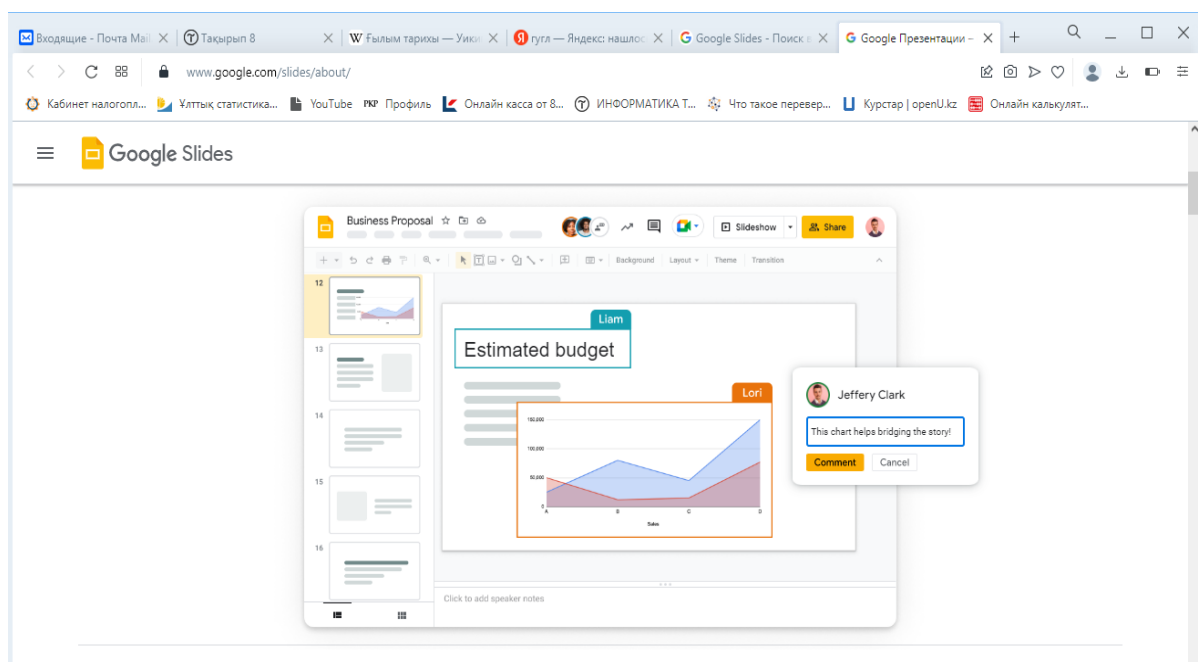 Входящие - Почта Mail
Тақырып 8
Ғылым тарихы — Уики
гугл — Яндекс: нашлос
Google Slides - Поиск в
Google Презентации –
www.google.com/slides/about/
Кабинет налогопл...
Ұлттық статистика...
YouTube
РКР Профиль
Онлайн касса от 8...
ИНФОРМАТИКА Т...
Что такое перевер...
Курстар | openU.kz
Онлайн калькулят...
Google Slides
Business Proposal
Slideshow
Share
Background
Layout
Theme
Transition
12
13
14
15
16
Liam
Estimated budget
Lori
100,000
50,000
0
A B C D
Sales
Jeffery Clark
This chart helps bridging the story!
Comment
Cancel
Click to add speaker notes